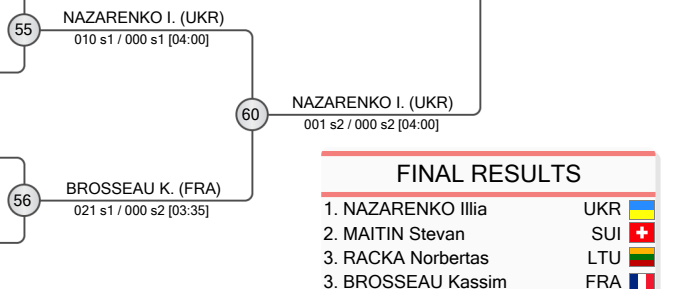 55
NAZARENKO I. (UKR)
010 s1 / 000 s1 [04:00]
60
NAZARENKO I. (UKR)
001 s2 / 000 s2 [04:00]
56
BROSSEAU K. (FRA)
021 s1 / 000 s2 [03:35]
FINAL RESULTS
1. NAZARENKO Illia UKR
2. MAITIN Stevan SUI
3. RACKA Norbertas LTU
3. BROSSEAU Kassim FRA